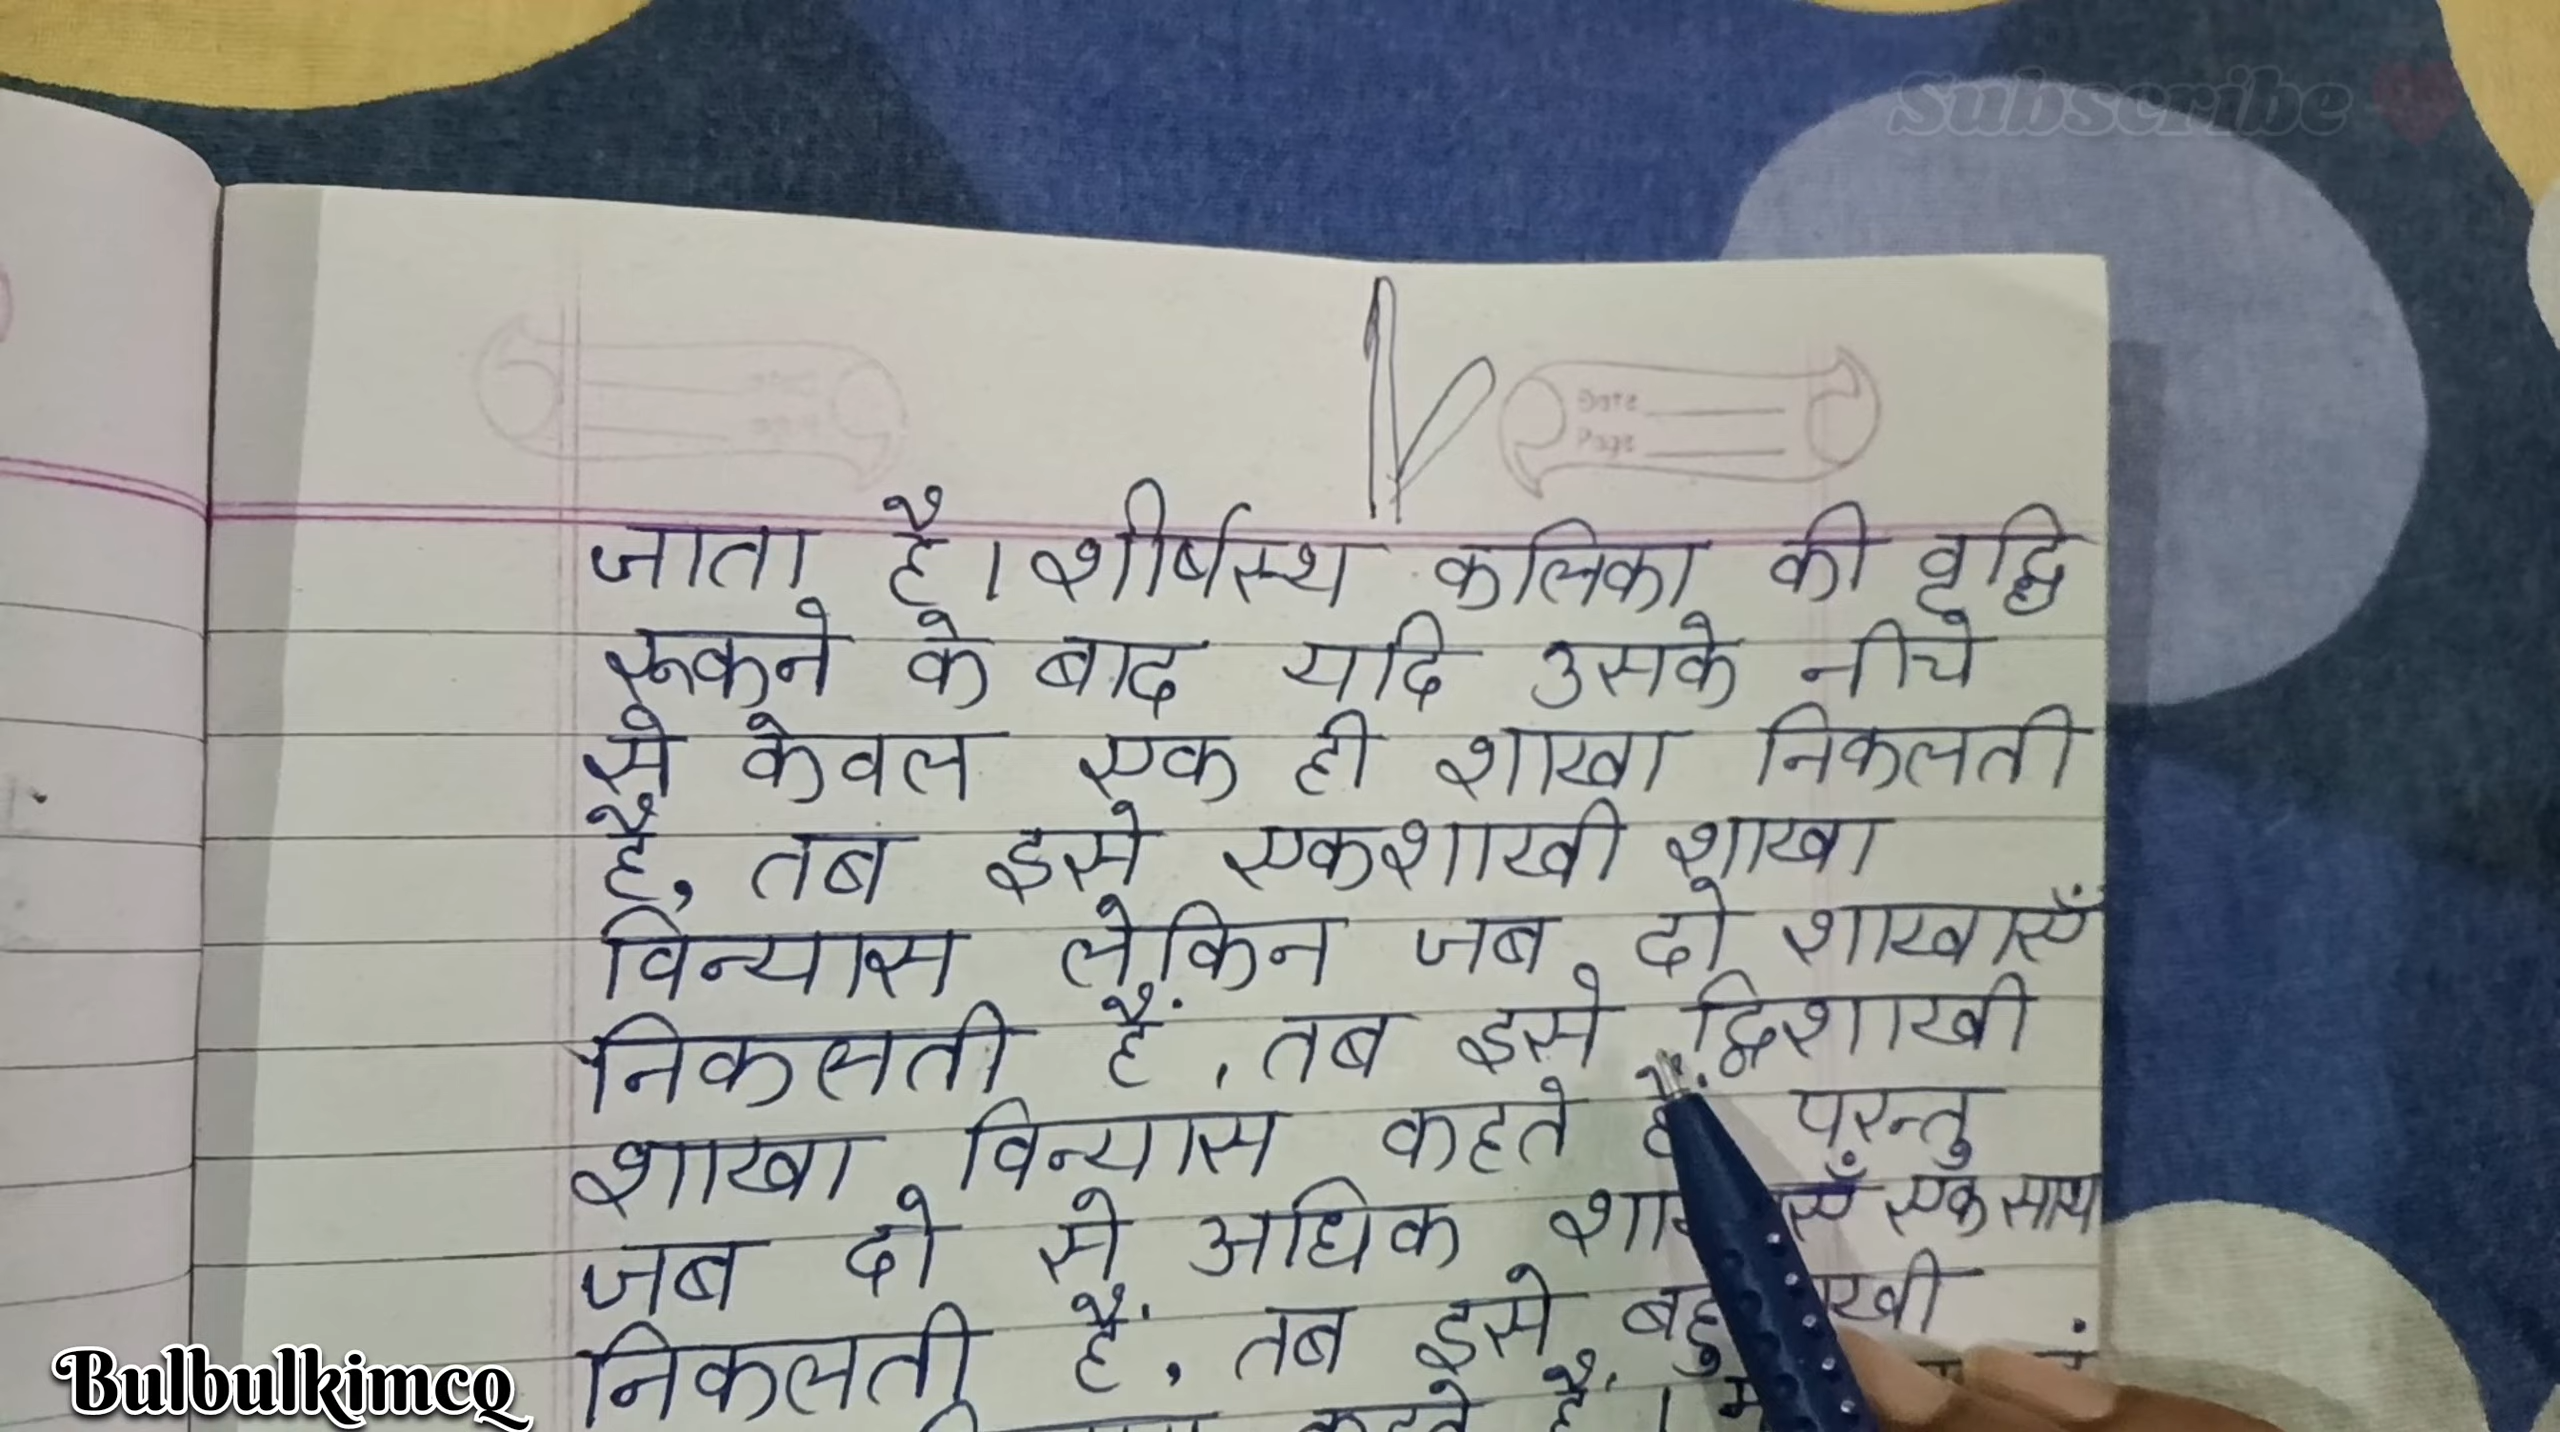 Subscribe
Date
Page
जाता है। शीर्षस्थ कलिका की वृद्धि
रूकने के बाद यदि उसके नीचे
से केवल एक ही शाखा निकलती
है, तब इसे एकशाखी शाखा
विन्यास लेकिन जब दो शाखाएँ
निकलती हैं, तब इसे द्विशाखी
शाखा विन्यास कहते हैं परन्तु
जब दो से अधिक एक साथ
निकलती हैं, तब इसे
Bulbulkimcq